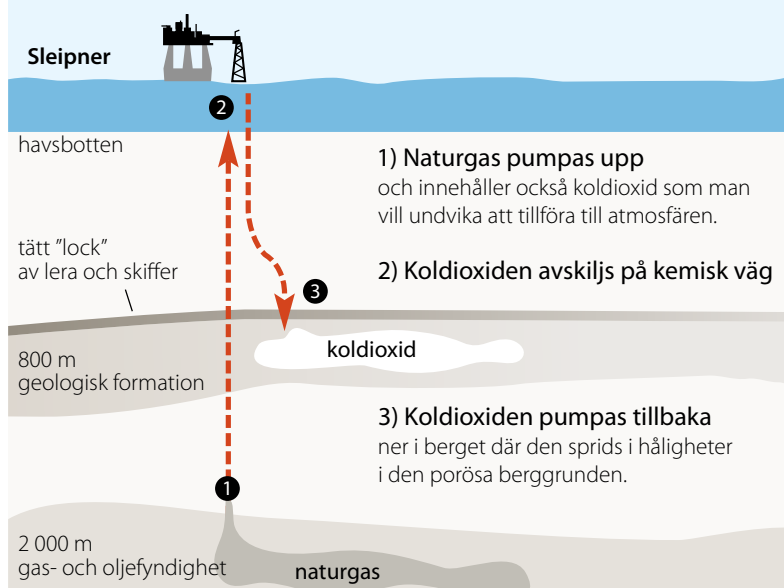 Sleipner
2
havsbotten
1) Naturgas pumpas upp
och innehåller också koldioxid som man
vill undvika att tillföra till atmosfären.
tätt ”lock”
av lera och skiffer
2) Koldioxiden avskiljs på kemisk väg
3
koldioxid
800 m
geologisk formation
3) Koldioxiden pumpas tillbaka
ner i berget där den sprids i håligheter
i den porösa berggrunden.
1
2 000 m
gas- och oljefyndighet
naturgas